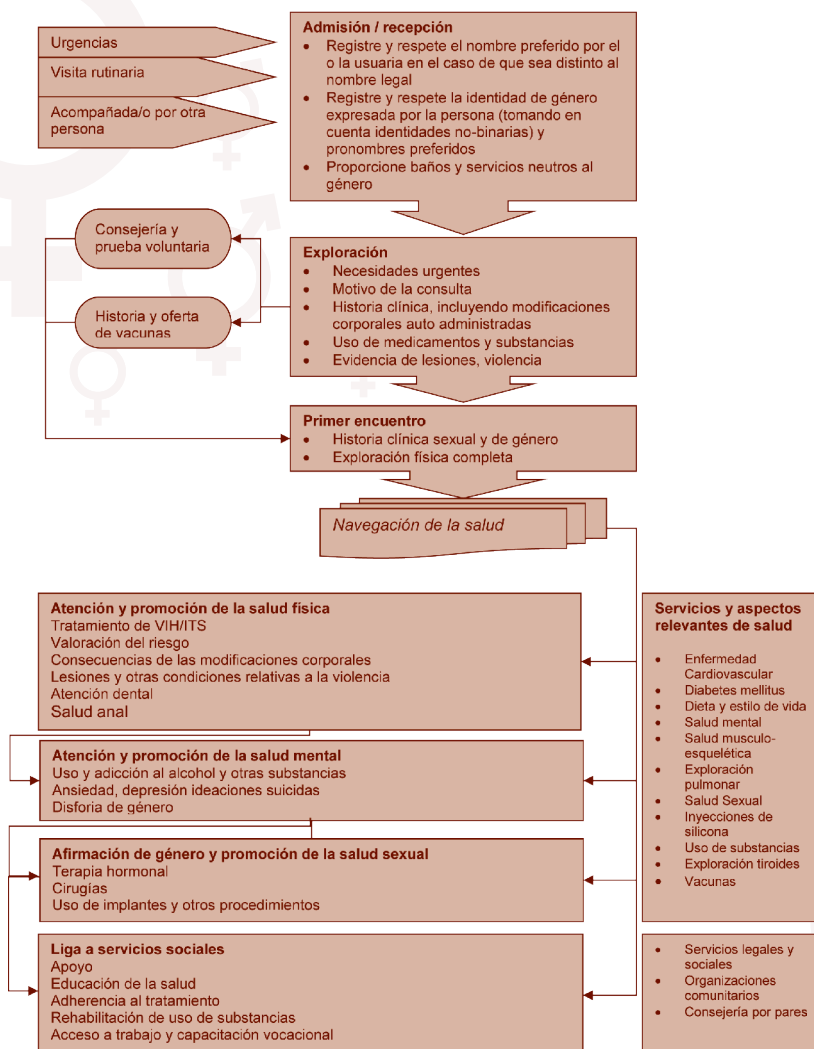 Urgencias
Visita rutinaria
Acompañada/o por otra
persona
Admisión / recepción
• Registre y respete el nombre preferido por el
o la usuaria en el caso de que sea distinto al
nombre legal
• Registre y respete la identidad de género
expresada por la persona (tomando en
cuenta identidades no-binarias) y
pronombres preferidos
• Proporcione baños y servicios neutros al
género
Consejería y
prueba voluntaria
Historia y oferta
de vacunas
Exploración
• Necesidades urgentes
• Motivo de la consulta
• Historia clínica, incluyendo modificaciones
corporales auto administradas
• Uso de medicamentos y substancias
• Evidencia de lesiones, violencia
Primer encuentro
• Historia clínica sexual y de género
• Exploración física completa
Navegación de la salud
Atención y promoción de la salud física
Tratamiento de VIH/ITS
Valoración del riesgo
Consecuencias de las modificaciones corporales
Lesiones y otras condiciones relativas a la violencia
Atención dental
Salud anal
Atención y promoción de la salud mental
Uso y adicción al alcohol y otras substancias
Ansiedad, depresión ideaciones suicidas
Disforia de género
Afirmación de género y promoción de la salud sexual
Terapia hormonal
Cirugías
Uso de implantes y otros procedimientos
Liga a servicios sociales
Apoyo
Educación de la salud
Adherencia al tratamiento
Rehabilitación de uso de substancias
Acceso a trabajo y capacitación vocacional
Servicios y aspectos
relevantes de salud
• Enfermedad
Cardiovascular
• Diabetes mellitus
• Dieta y estilo de vida
• Salud mental
• Salud musculo-
esquelética
• Exploración
pulmonar
• Salud Sexual
• Inyecciones de
silicona
• Uso de substancias
• Exploración tiroides
• Vacunas
• Servicios legales y
sociales
• Organizaciones
comunitarios
• Consejería por pares